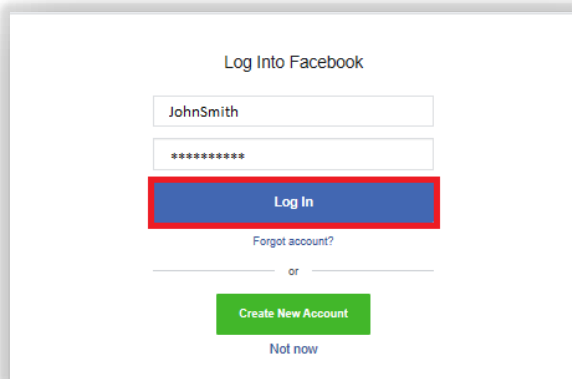 Log Into Facebook
JohnSmith
**********
Log In
Forgot account?
or
Create New Account
Not now